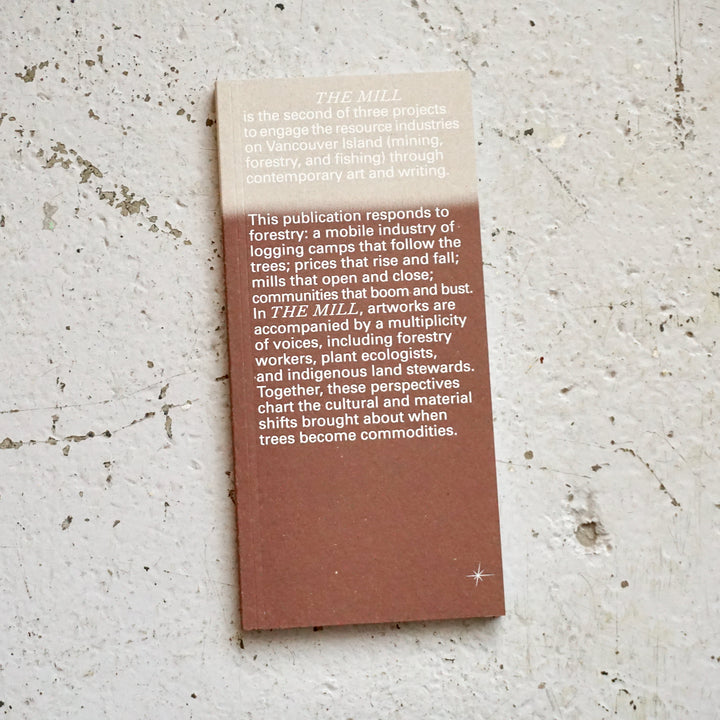 THE MILL
is the second of three projects
to engage the resource industries
on Vancouver Island (mining,
forestry, and fishing) through
contemporary art and writing.
This publication responds to
forestry: a mobile industry of
logging camps that follow the
trees; prices that rise and fall;
mills that open and close;
communities that boom and bust.
In THE MILL, artworks are
accompanied by a multiplicity
of voices, including forestry
workers, plant ecologists,
and indigenous land stewards.
Together, these perspectives
chart the cultural and material
shifts brought about when
trees become commodities.